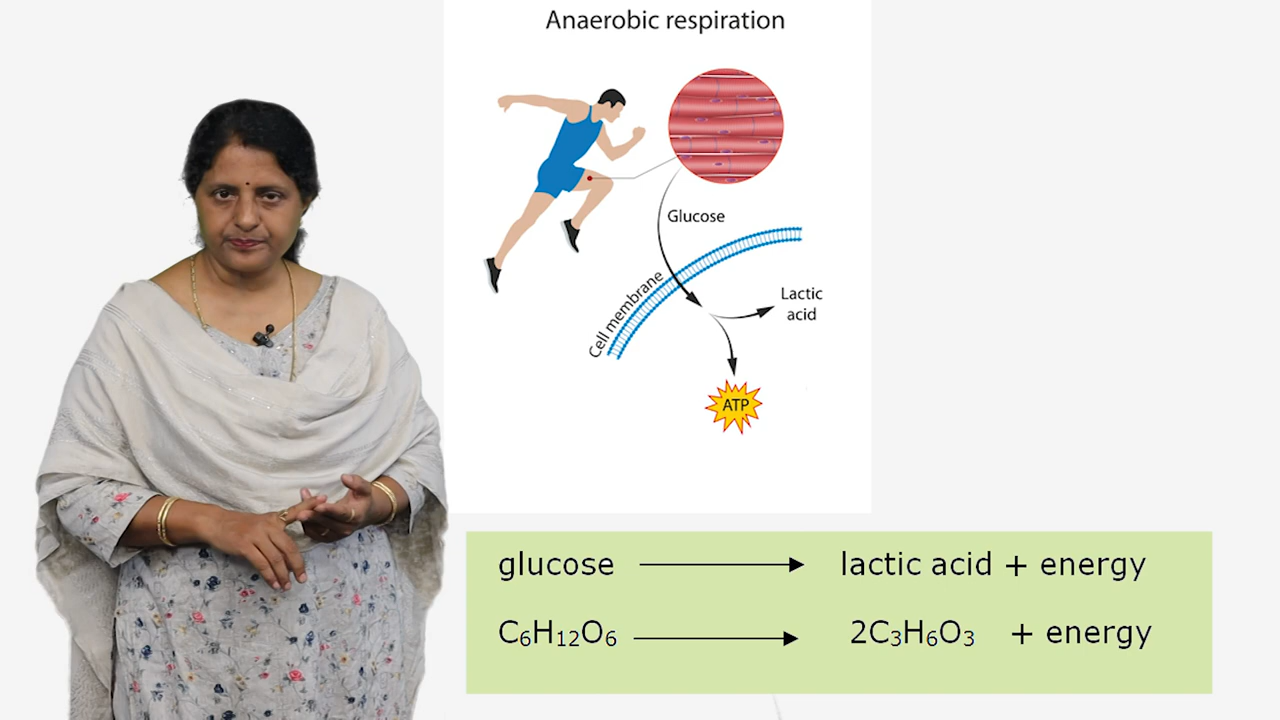 Anaerobic respiration
Glucose
Cell membrane
Lactic
acid
ATP
glucose → lactic acid + energy
C₆H₁₂O₆ → 2C₃H₆O₃ + energy